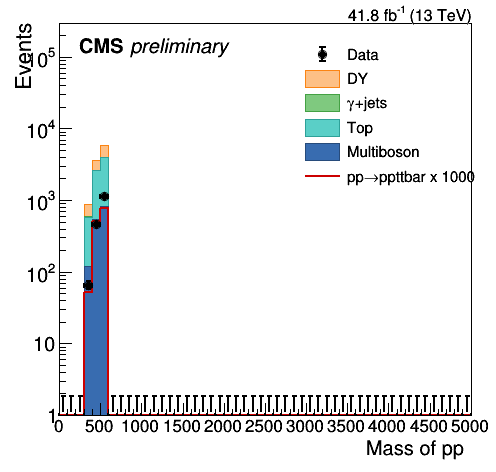 41.8 fb⁻¹ (13 TeV)
Events
CMS preliminary
Data
DY
γ+jets
Top
Multiboson
pp→ppttbar x 1000
10⁵
10⁴
10³
10²
10
1
0 500 1000 1500 2000 2500 3000 3500 4000 4500 5000
Mass of pp